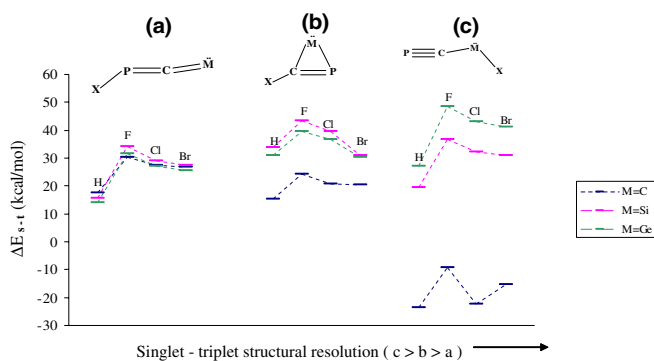 (a)
(b)
(c)
X P C M̈
X C M̈ P
P C M̈ X
60
50
40
30
20
10
0
-10
-20
-30
ΔE s-t (kcal/mol)
H F Cl Br
H F Cl Br
H F Cl Br
M=C
M=Si
M=Ge
Singlet - triplet structural resolution ( c > b > a )